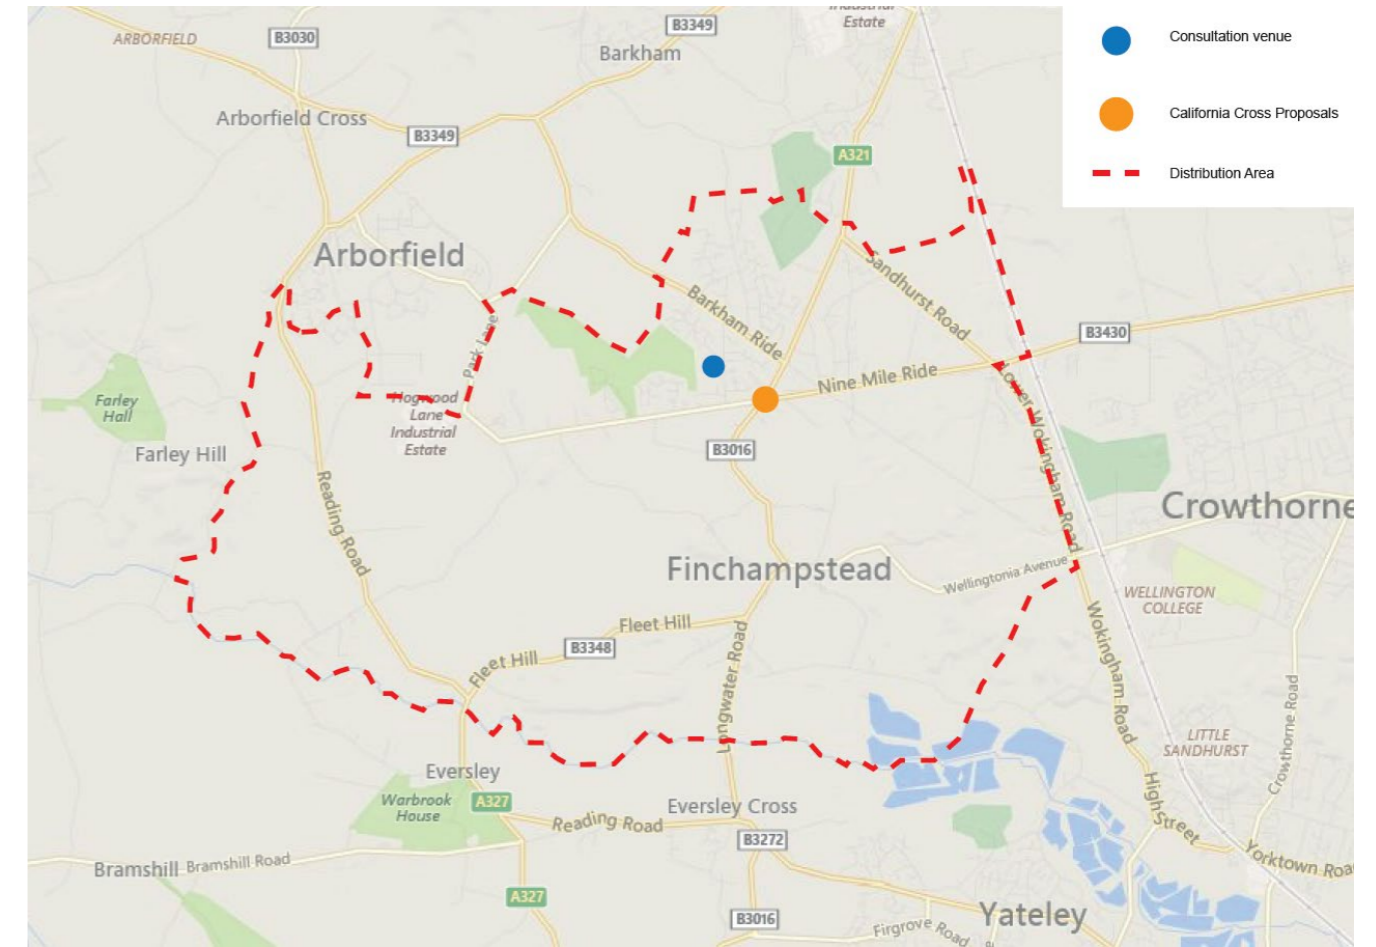 Industrial
Estate
Consultation venue
California Cross Proposals
Distribution Area
ARBORFIELD
B3030
B3349
Barkham
Arborfield Cross
B3349
A321
Arborfield
Sandhurst Road
Barkham Ride
Park Lane
B3430
Nine Mile Ride
Lower Wokingham Road
Farley
Hall
Hogwood
Lane
Industrial
Estate
Farley Hill
B3016
Reading Road
Crowthorne
Finchampstead
Wellingtonia Avenue
WELLINGTON
COLLEGE
Fleet Hill
B3348
Fleet Hill
Longwater Road
Wokingham Road
LITTLE
SANDHURST
Crowthorne Road
Eversley
Warbrook
House
A327
Reading Road
Eversley Cross
B3272
High Street
Yorktown Roa
Bramshill
Bramshill Road
A327
B3016
Firgrove Road
Yateley